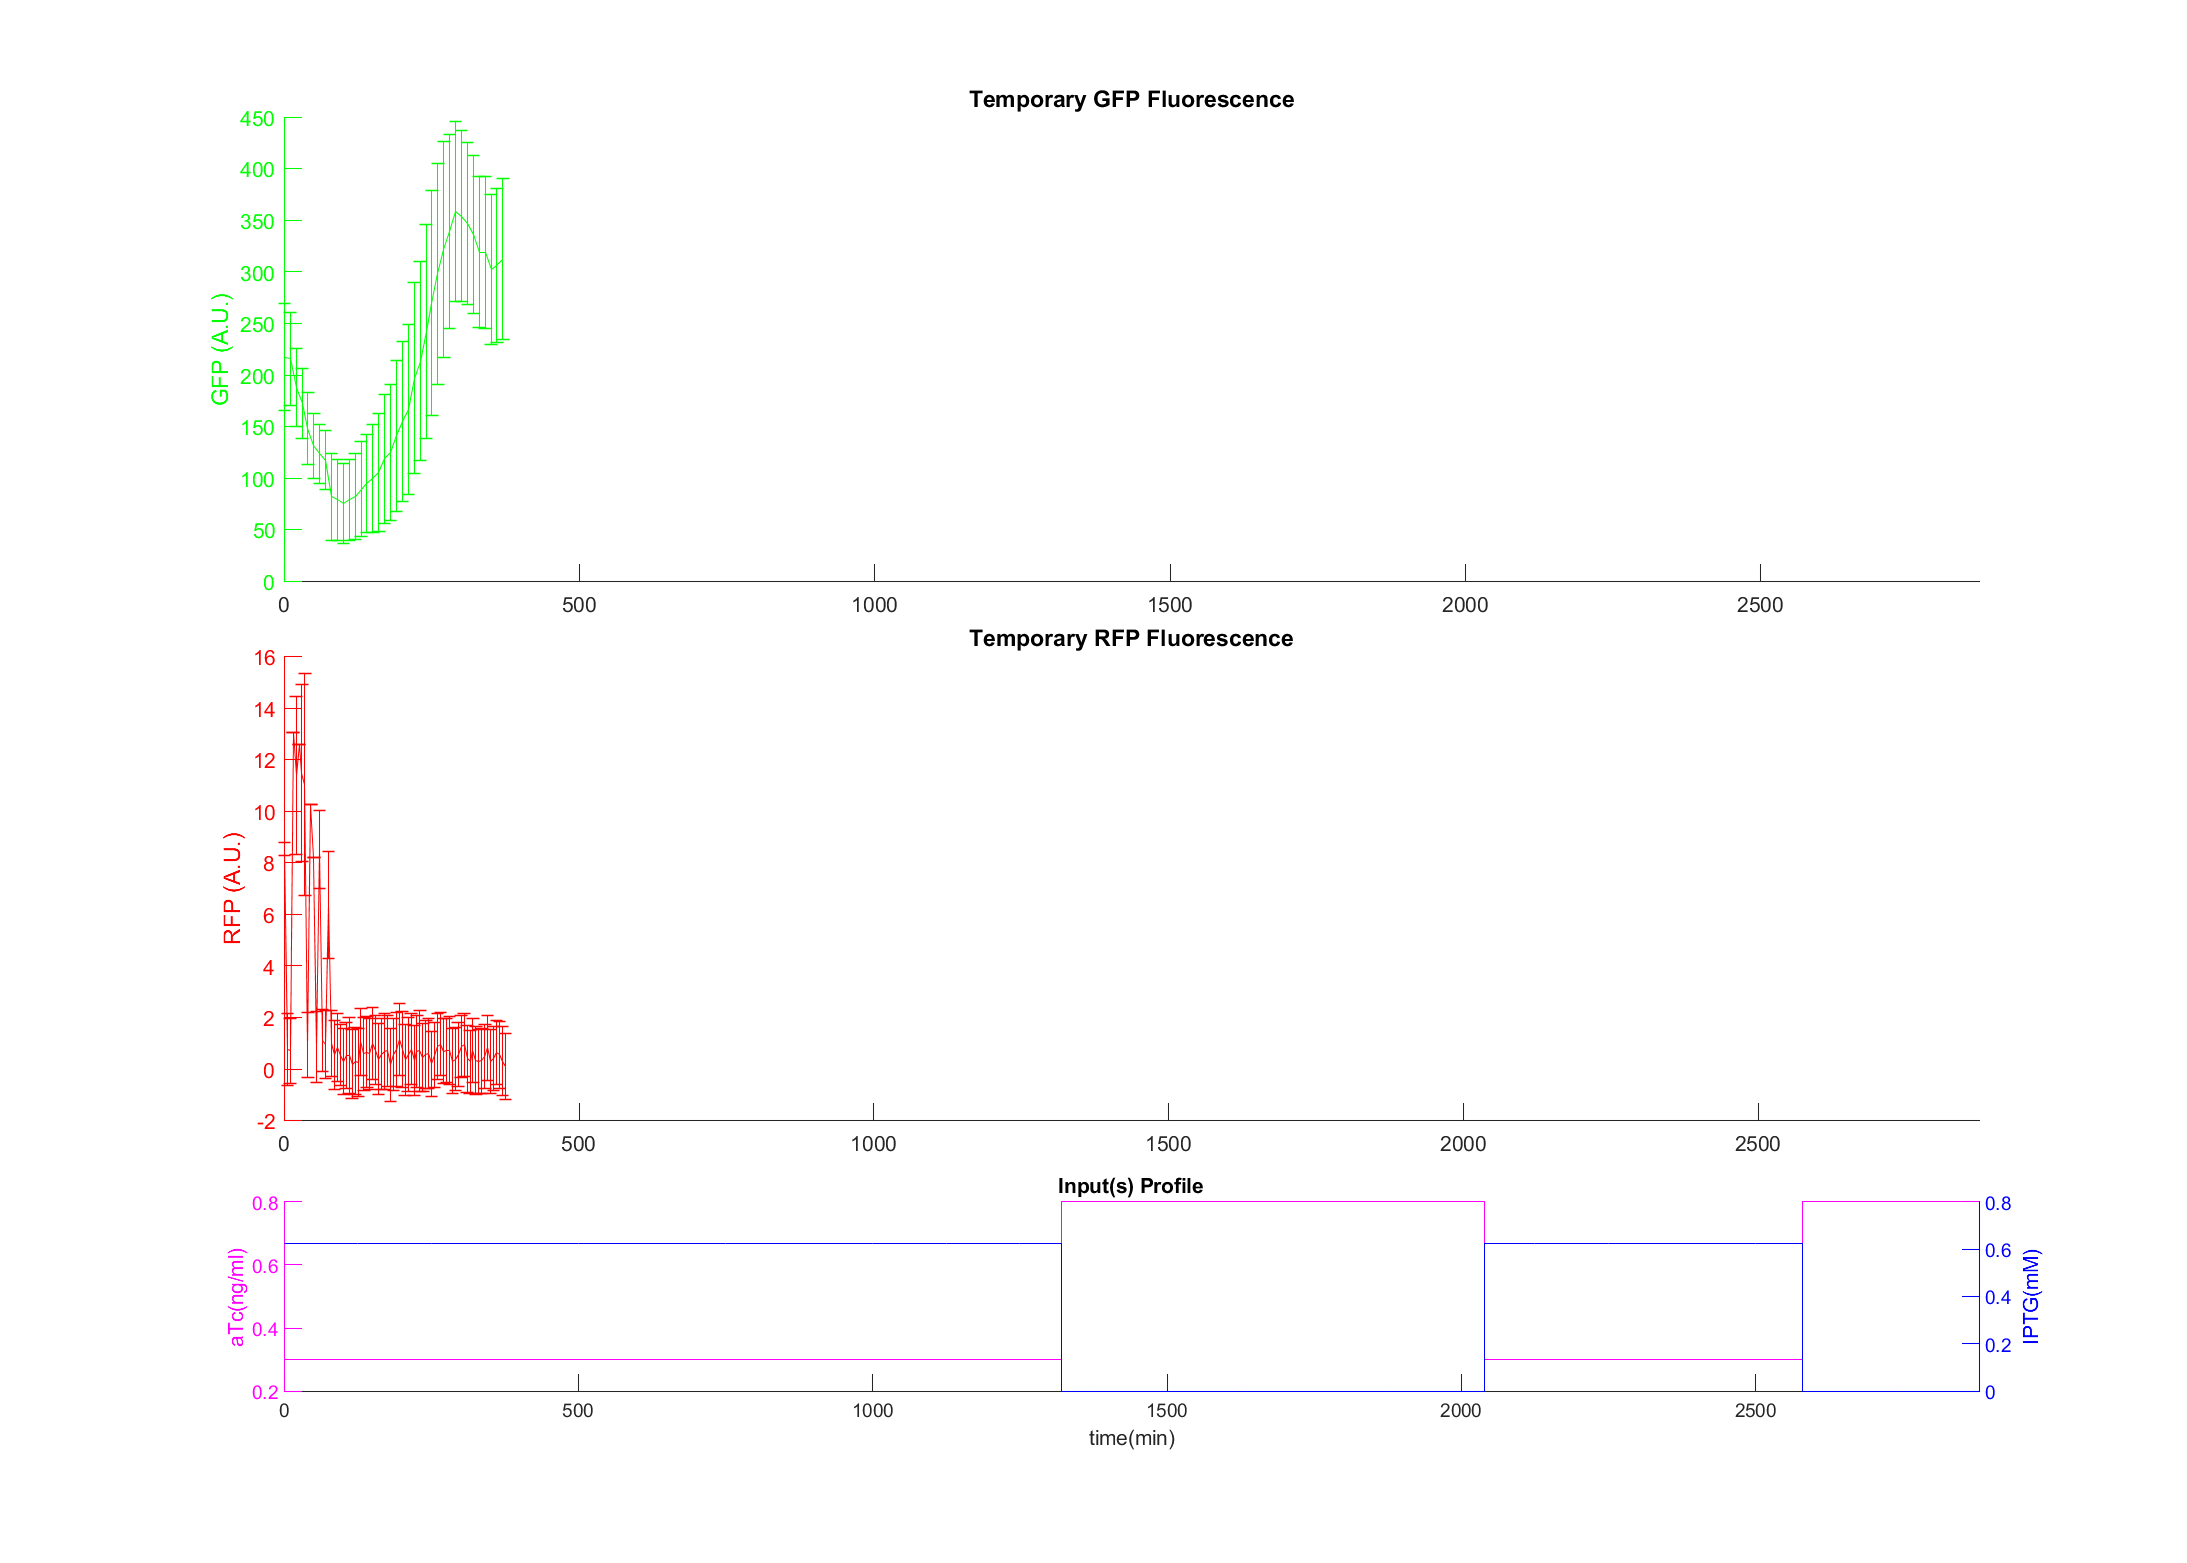 Temporary GFP Fluorescence
450
400
350
300
250
200
150
100
50
0
GFP (A.U.)
0 500 1000 1500 2000 2500
Temporary RFP Fluorescence
16
14
12
10
8
6
4
2
0
-2
RFP (A.U.)
0 500 1000 1500 2000 2500
Input(s) Profile
0.8
0.6
0.4
0.2
aTc(ng/ml)
0.8
0.6
0.4
0.2
0
IPTG(mM)
0 500 1000 1500 2000 2500
time(min)